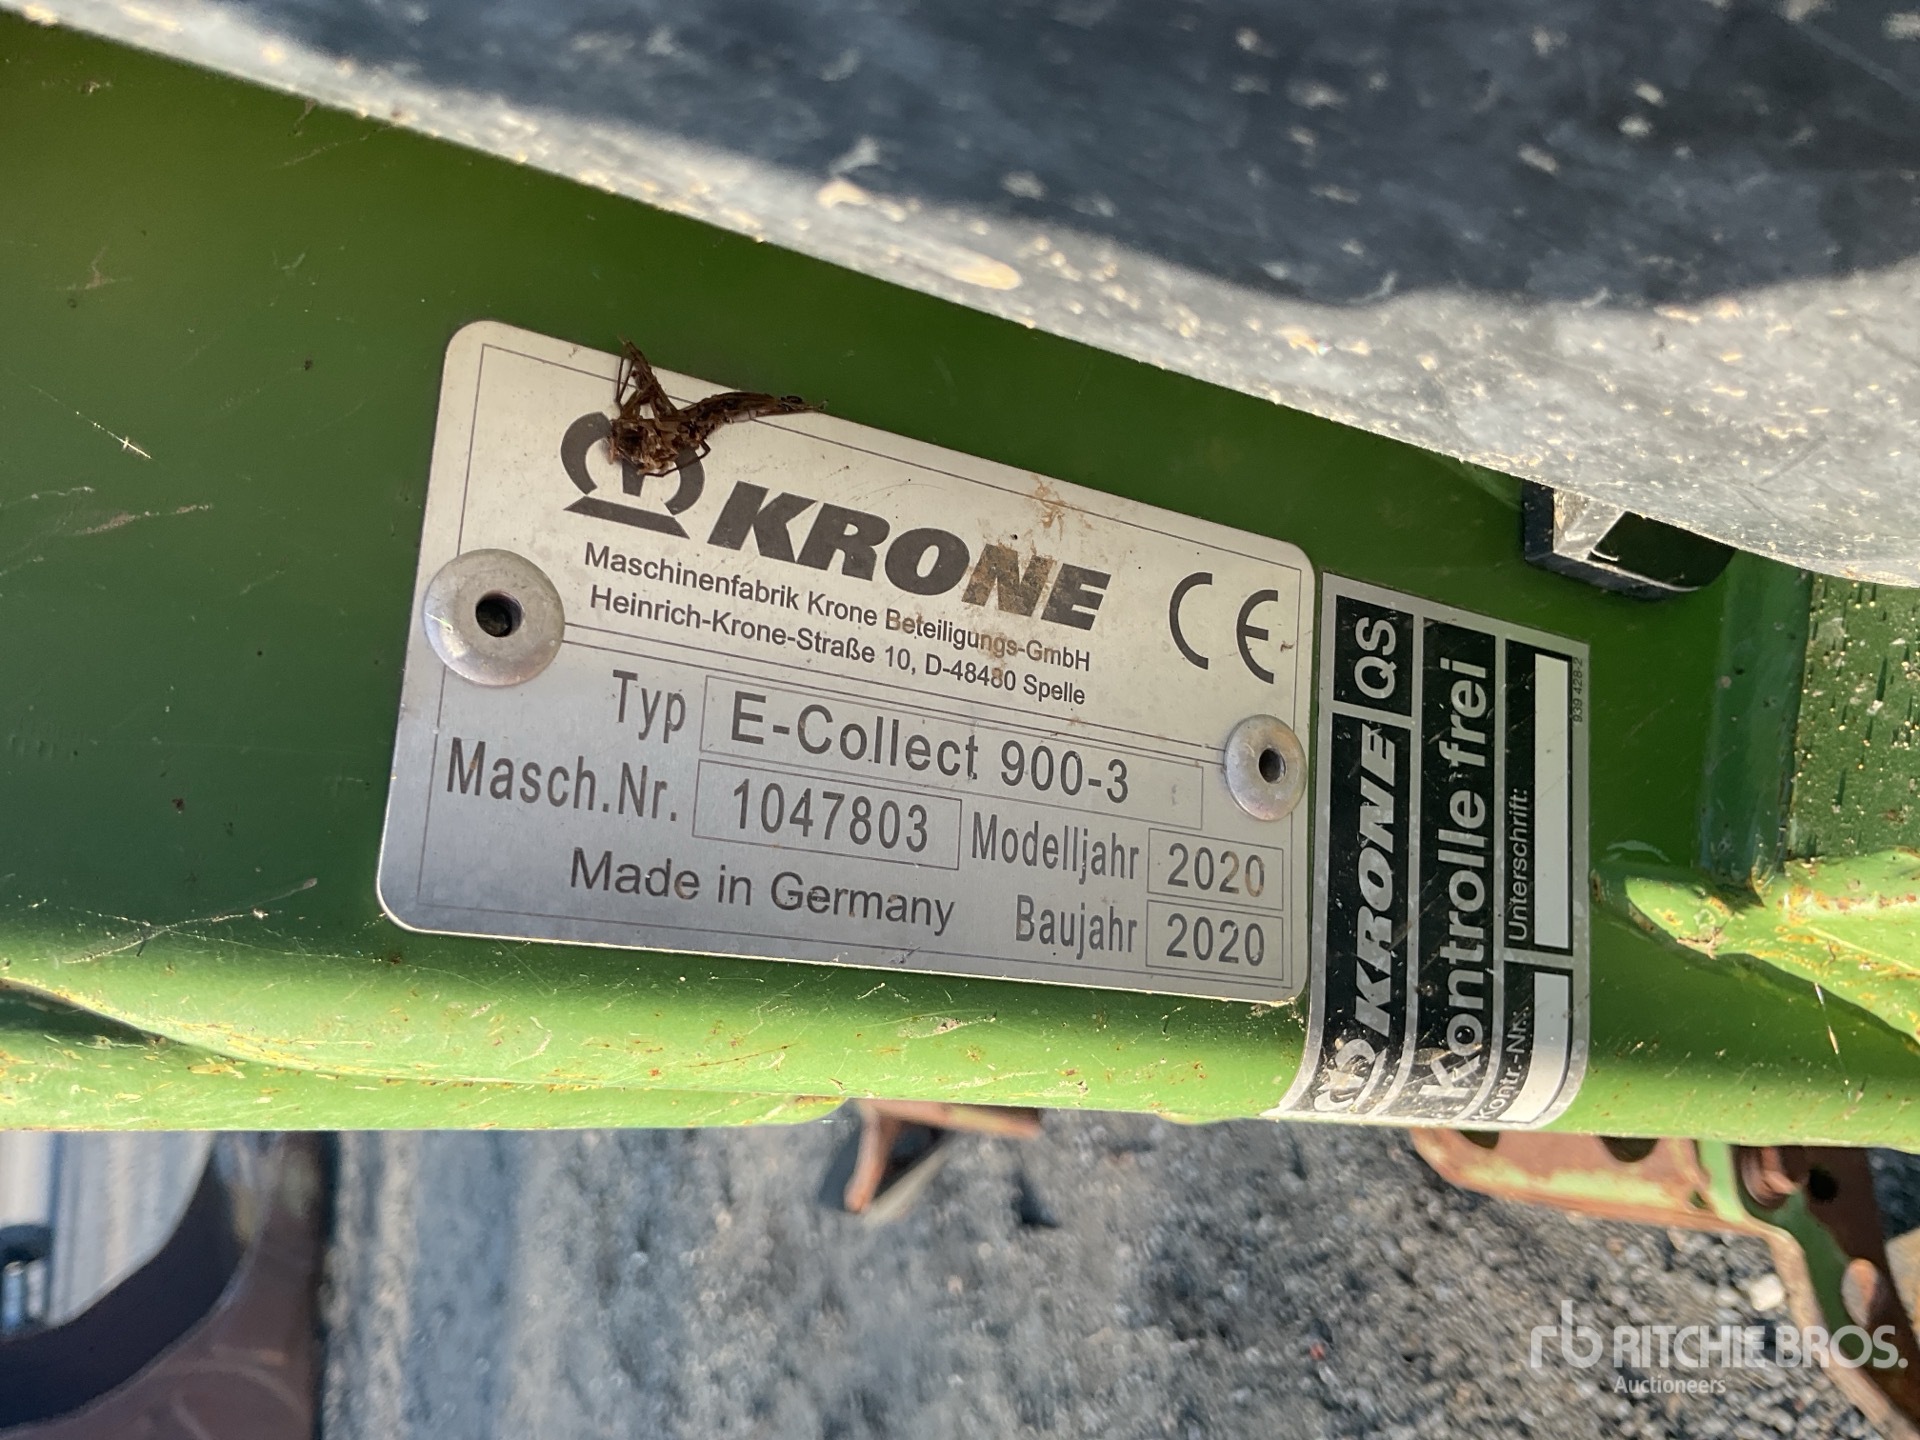 KRONE
Maschinenfabrik Krone Beteiligungs-GmbH
Heinrich-Krone-Straße 10, D-48480 Spelle
CE
Typ E-Collect 900-3
Masch.Nr. 1047803 Modelljahr 2020
Made in Germany Baujahr 2020
KRONE QS
Kontrolle frei
Kontr.-Nr.: Unterschrift:
939 428-2
rb RITCHIE BROS.
Auctioneers